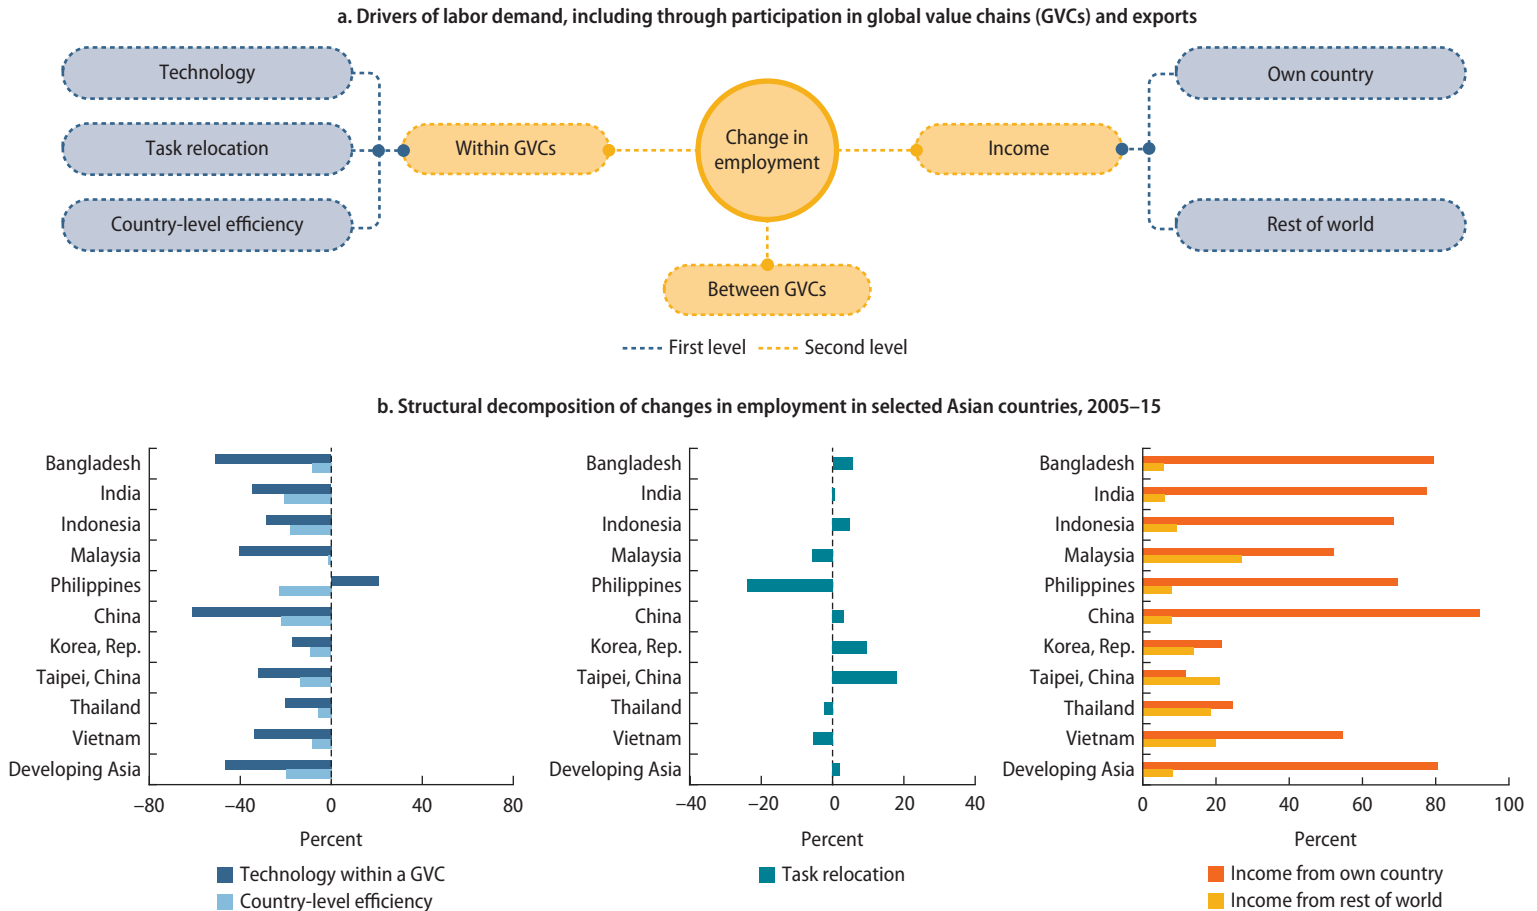 a. Drivers of labor demand, including through participation in global value chains (GVCs) and exports
Technology
Task relocation
Country-level efficiency
Within GVCs
Change in
employment
Between GVCs
Income
Own country
Rest of world
First level
Second level
b. Structural decomposition of changes in employment in selected Asian countries, 2005–15
Bangladesh
India
Indonesia
Malaysia
Philippines
China
Korea, Rep.
Taipei, China
Thailand
Vietnam
Developing Asia
–80 –40 0 40 80
Percent
Technology within a GVC
Country-level efficiency
Bangladesh
India
Indonesia
Malaysia
Philippines
China
Korea, Rep.
Taipei, China
Thailand
Vietnam
Developing Asia
–40 –20 0 20 40
Percent
Task relocation
Bangladesh
India
Indonesia
Malaysia
Philippines
China
Korea, Rep.
Taipei, China
Thailand
Vietnam
Developing Asia
0 20 40 60 80 100
Percent
Income from own country
Income from rest of world